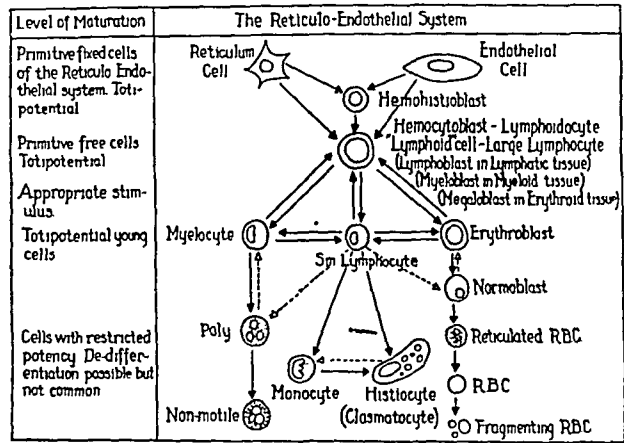 Level of Maturation
The Reticulo-Endothelial System
Primitive fixed cells
of the Reticulo Endo-
thelial system. Toti-
potential
Reticulum
Cell
Endothelial
Cell
Hemohistioblast
Primitive free cells
Totipotential
Hemocytoblast - Lymphoidocyte
"Lymphoid" cell - Large Lymphocyte
(Lymphoblast in Lymphatic tissue)
(Myeloblast in Myeloid tissue)
(Megaloblast in Erythroid tissue)
Appropriate stim-
ulus.
Totipotential young
cells
Myelocyte
Sm Lymphocyte
Erythroblast
Normoblast
Cells with restricted
potency De-differ-
entiation possible but
not common
Poly
Reticulated RBC
Monocyte
Histiocyte
(Clasmatocyte)
RBC
Non-motile
Fragmenting RBC